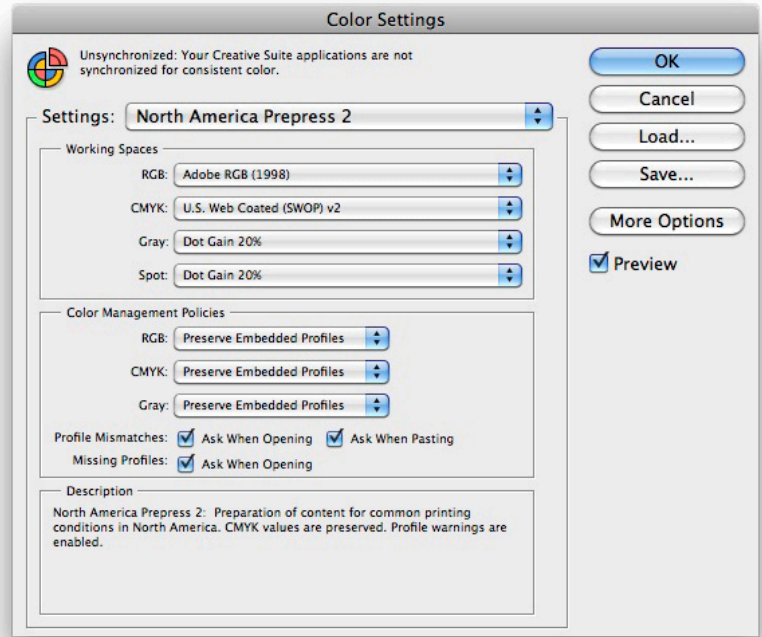 Color Settings
Unsynchronized: Your Creative Suite applications are not
synchronized for consistent color.
Settings: North America Prepress 2
Working Spaces
RGB: Adobe RGB (1998)
CMYK: U.S. Web Coated (SWOP) v2
Gray: Dot Gain 20%
Spot: Dot Gain 20%
Color Management Policies
RGB: Preserve Embedded Profiles
CMYK: Preserve Embedded Profiles
Gray: Preserve Embedded Profiles
Profile Mismatches: Ask When Opening Ask When Pasting
Missing Profiles: Ask When Opening
Description
North America Prepress 2: Preparation of content for common printing
conditions in North America. CMYK values are preserved. Profile warnings are
enabled.
OK
Cancel
Load...
Save...
More Options
Preview